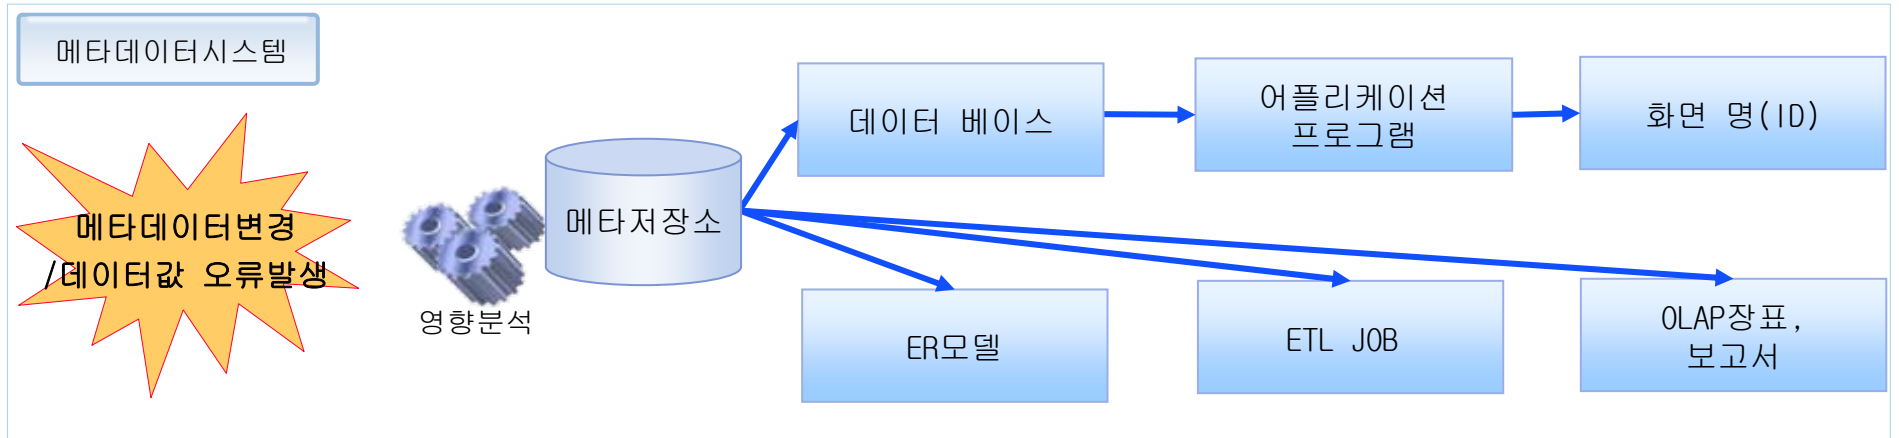 메타데이터시스템
메타데이터변경
/데이터값 오류발생
영향분석
메타저장소
데이터 베이스
어플리케이션
프로그램
화면 명(ID)
ER모델
ETL JOB
OLAP장표,
보고서